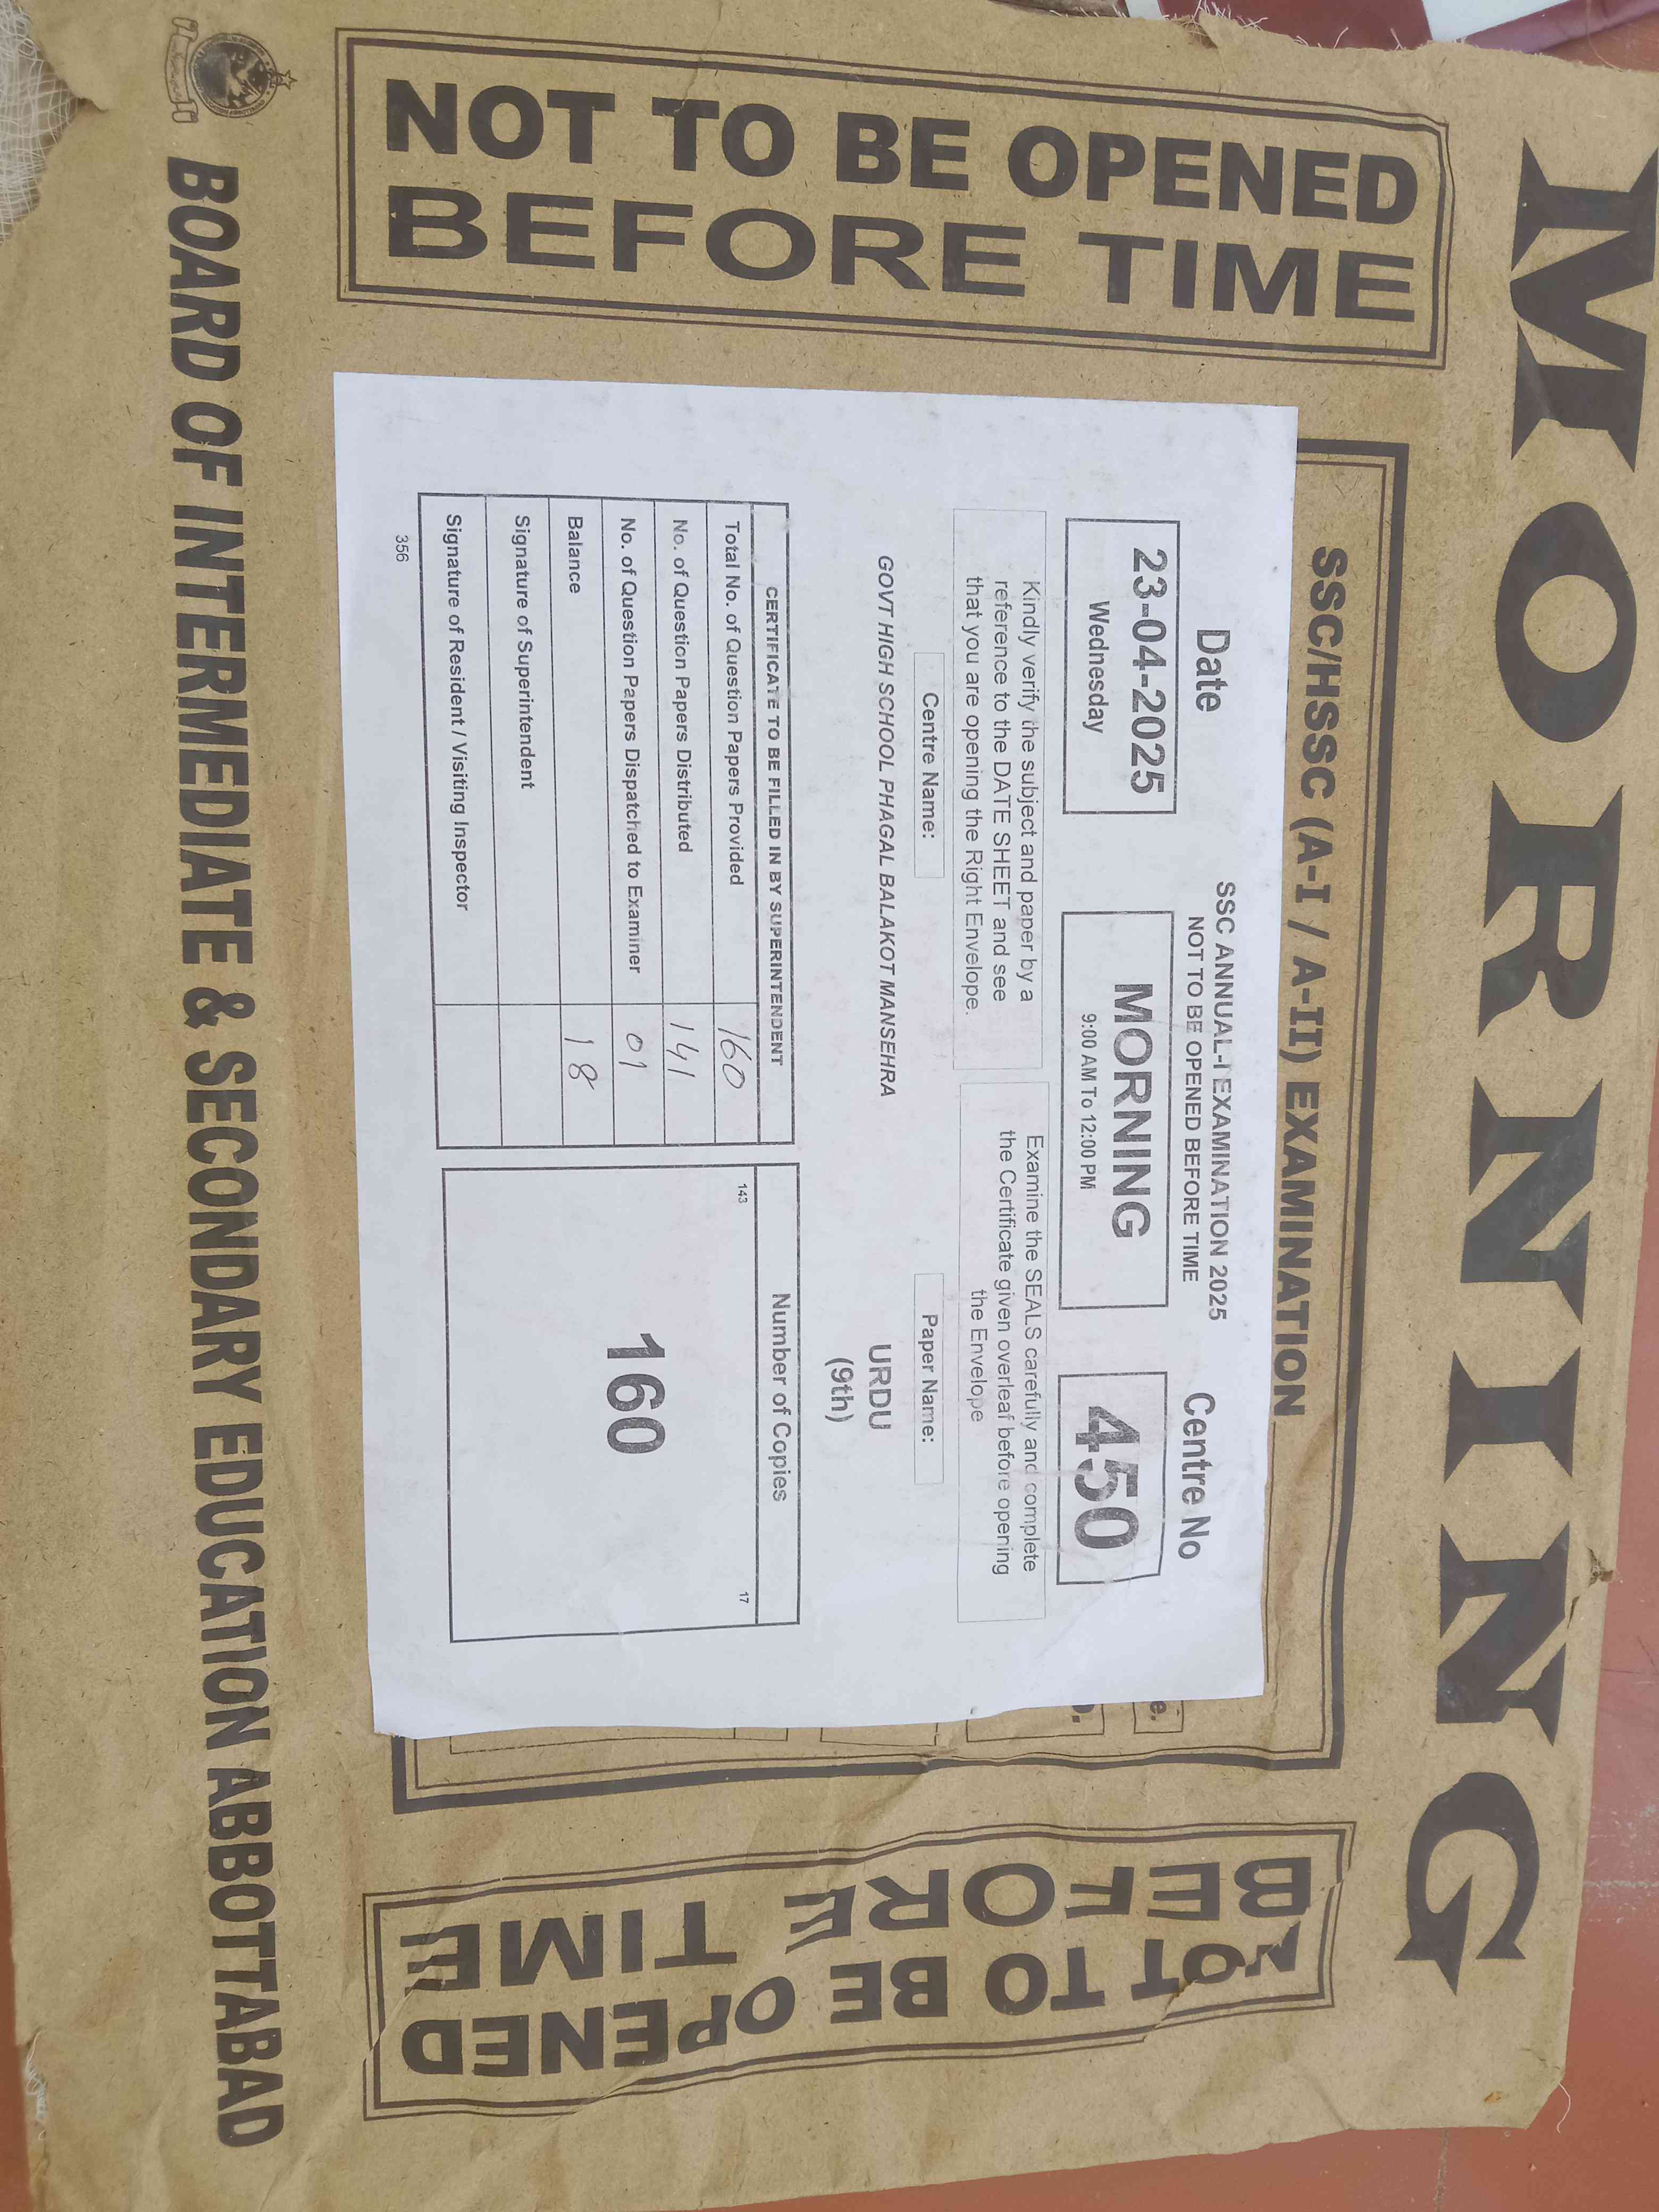 MORNING
NOT TO BE OPENED
BEFORE TIME
SSC/HSSC (A-I / A-II) EXAMINATION
SSC ANNUAL-I EXAMINATION 2025
NOT TO BE OPENED BEFORE TIME
Date
Centre No
23-04-2025
Wednesday
MORNING
9:00 AM To 12:00 PM
450
Kindly verify the subject and paper by a
reference to the DATE SHEET and see
that you are opening the Right Envelope.
Examine the SEALS carefully and complete
the Certificate given overleaf before opening
the Envelope
Centre Name:
Paper Name:
GOVT HIGH SCHOOL PHAGAL BALAKOT MANSEHRA
URDU
(9th)
CERTIFICATE TO BE FILLED IN BY SUPERINTENDENT
Total No. of Question Papers Provided 160
No. of Question Papers Distributed 141
No. of Question Papers Dispatched to Examiner 01
Balance 18
Signature of Superintendent
Signature of Resident / Visiting Inspector
356
Number of Copies
143 17
160
NOT TO BE OPENED
BEFORE TIME
BOARD OF INTERMEDIATE & SECONDARY EDUCATION ABBOTTABAD